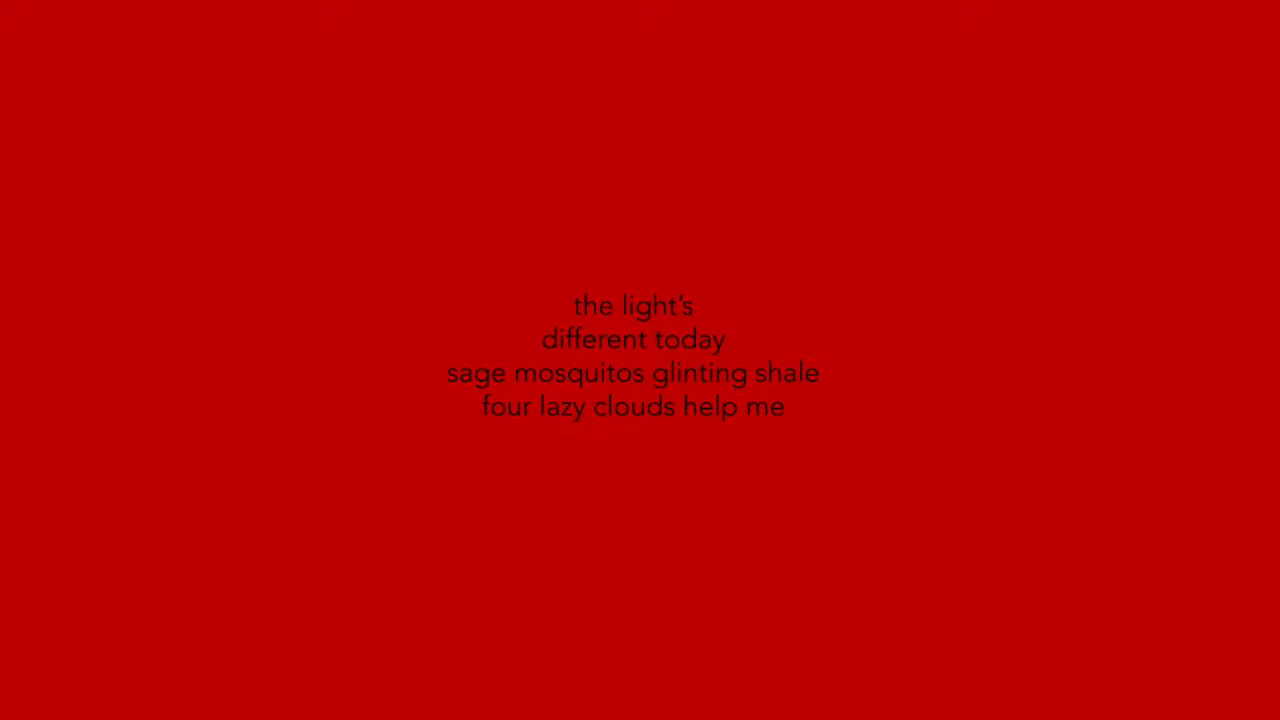 the light’s
different today
sage mosquitos glinting shale
four lazy clouds help me